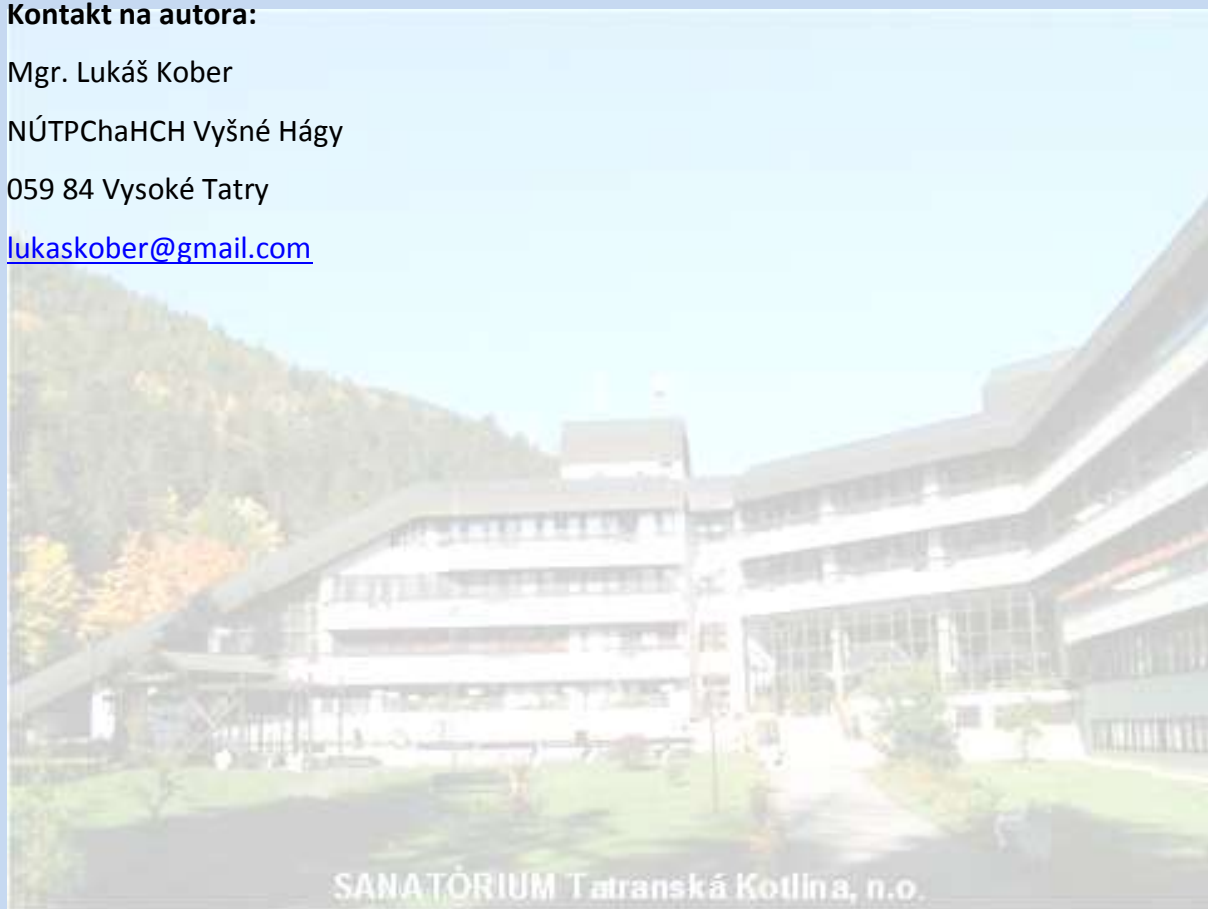 Kontakt na autora:
Mgr. Lukáš Kober
NÚTPChaHCH Vyšné Hágy
059 84 Vysoké Tatry
lukaskober@gmail.com
SANATÓRIUM Tatranská Kotlina, n.o.